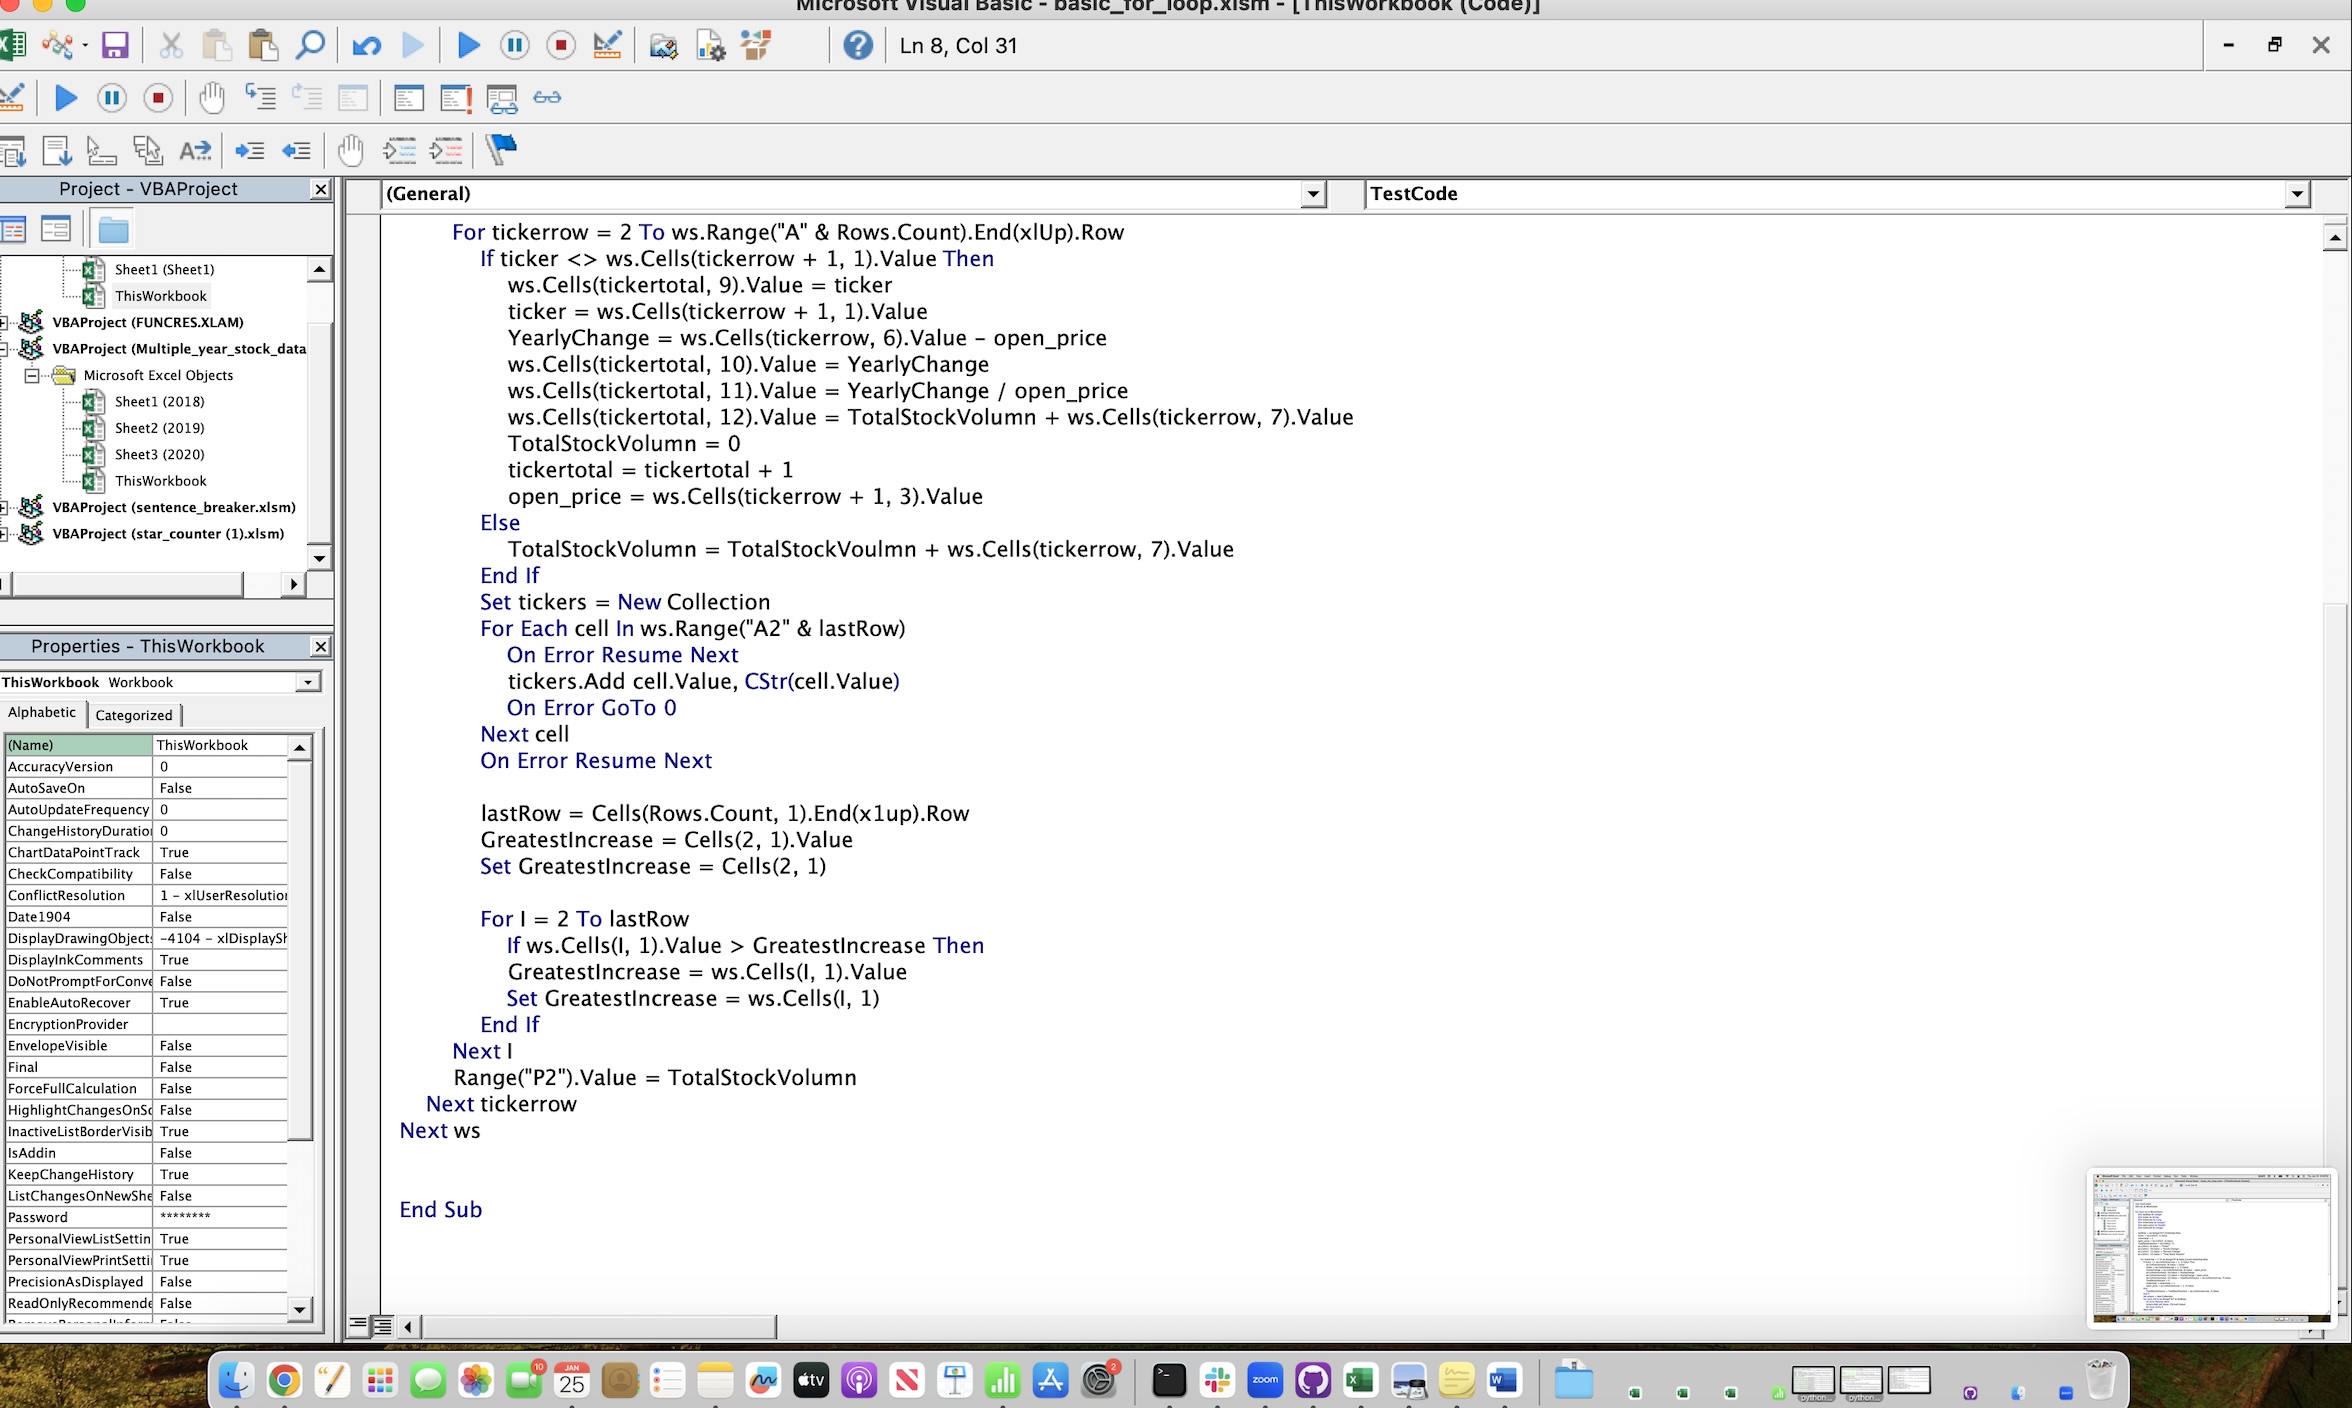 Microsoft Visual Basic - basic_for_loop.xlsm - [ThisWorkbook (Code)]
Ln 8, Col 31
Project - VBAProject
(General)
TestCode
Sheet1 (Sheet1)
ThisWorkbook
VBAProject (FUNCRES.XLAM)
VBAProject (Multiple_year_stock_data
Microsoft Excel Objects
Sheet1 (2018)
Sheet2 (2019)
Sheet3 (2020)
ThisWorkbook
VBAProject (sentence_breaker.xlsm)
VBAProject (star_counter (1).xlsm)
Properties - ThisWorkbook
ThisWorkbook Workbook
Alphabetic
Categorized
(Name) ThisWorkbook
AccuracyVersion 0
AutoSaveOn False
AutoUpdateFrequency 0
ChangeHistoryDuration 0
ChartDataPointTrack True
CheckCompatibility False
ConflictResolution 1 - xlUserResolution
Date1904 False
DisplayDrawingObjects -4104 - xlDisplaySh
DisplayInkComments True
DoNotPromptForConve False
EnableAutoRecover True
EncryptionProvider
EnvelopeVisible False
Final False
ForceFullCalculation False
HighlightChangesOnSc False
InactiveListBorderVisib True
IsAddin False
KeepChangeHistory True
ListChangesOnNewShe False
Password ********
PersonalViewListSettin True
PersonalViewPrintSetti True
PrecisionAsDisplayed False
ReadOnlyRecommende False
For tickerrow = 2 To ws.Range("A" & Rows.Count).End(xlUp).Row
If ticker <> ws.Cells(tickerrow + 1, 1).Value Then
ws.Cells(tickertotal, 9).Value = ticker
ticker = ws.Cells(tickerrow + 1, 1).Value
YearlyChange = ws.Cells(tickerrow, 6).Value - open_price
ws.Cells(tickertotal, 10).Value = YearlyChange
ws.Cells(tickertotal, 11).Value = YearlyChange / open_price
ws.Cells(tickertotal, 12).Value = TotalStockVolumn + ws.Cells(tickerrow, 7).Value
TotalStockVolumn = 0
tickertotal = tickertotal + 1
open_price = ws.Cells(tickerrow + 1, 3).Value
Else
TotalStockVolumn = TotalStockVoulmn + ws.Cells(tickerrow, 7).Value
End If
Set tickers = New Collection
For Each cell In ws.Range("A2" & lastRow)
On Error Resume Next
tickers.Add cell.Value, CStr(cell.Value)
On Error GoTo 0
Next cell
On Error Resume Next
lastRow = Cells(Rows.Count, 1).End(x1up).Row
GreatestIncrease = Cells(2, 1).Value
Set GreatestIncrease = Cells(2, 1)
For I = 2 To lastRow
If ws.Cells(I, 1).Value > GreatestIncrease Then
GreatestIncrease = ws.Cells(I, 1).Value
Set GreatestIncrease = ws.Cells(I, 1)
End If
Next I
Range("P2").Value = TotalStockVolumn
Next tickerrow
Next ws
End Sub
10
JAN
25
tv
2
zoom